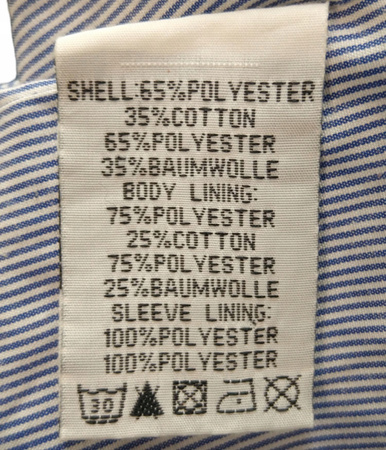 SHELL:65%POLYESTER
35%COTTON
65%POLYESTER
35%BAUMWOLLE
BODY LINING:
75%POLYESTER
25%COTTON
75%POLYESTER
25%BAUMWOLLE
SLEEVE LINING:
100%POLYESTER
100%POLYESTER
30